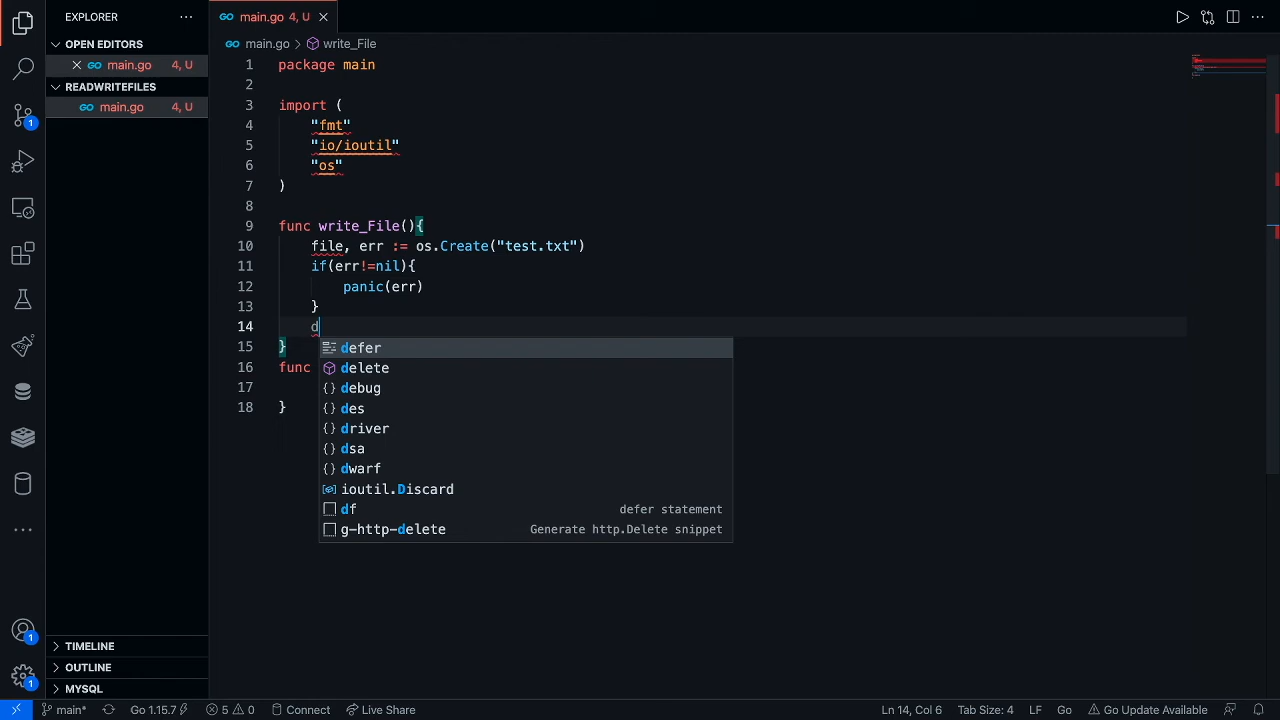 EXPLORER
main.go 4, U
OPEN EDITORS
main.go > write_File
main.go 4, U
READWRITEFILES
main.go 4, U
1 package main
2
3 import (
4 "fmt"
5 "io/ioutil"
6 "os"
7 )
8
9 func write_File(){
10 file, err := os.Create("test.txt")
11 if(err!=nil){
12 panic(err)
13 }
14 d
15 }
16 func
17
18 }
defer
delete
debug
des
driver
dsa
dwarf
ioutil.Discard
df defer statement
g-http-delete Generate http.Delete snippet
1
1
1
TIMELINE
OUTLINE
MYSQL
main* Go 1.15.7 5 0 Connect Live Share Ln 14, Col 6 Tab Size: 4 LF Go Go Update Available